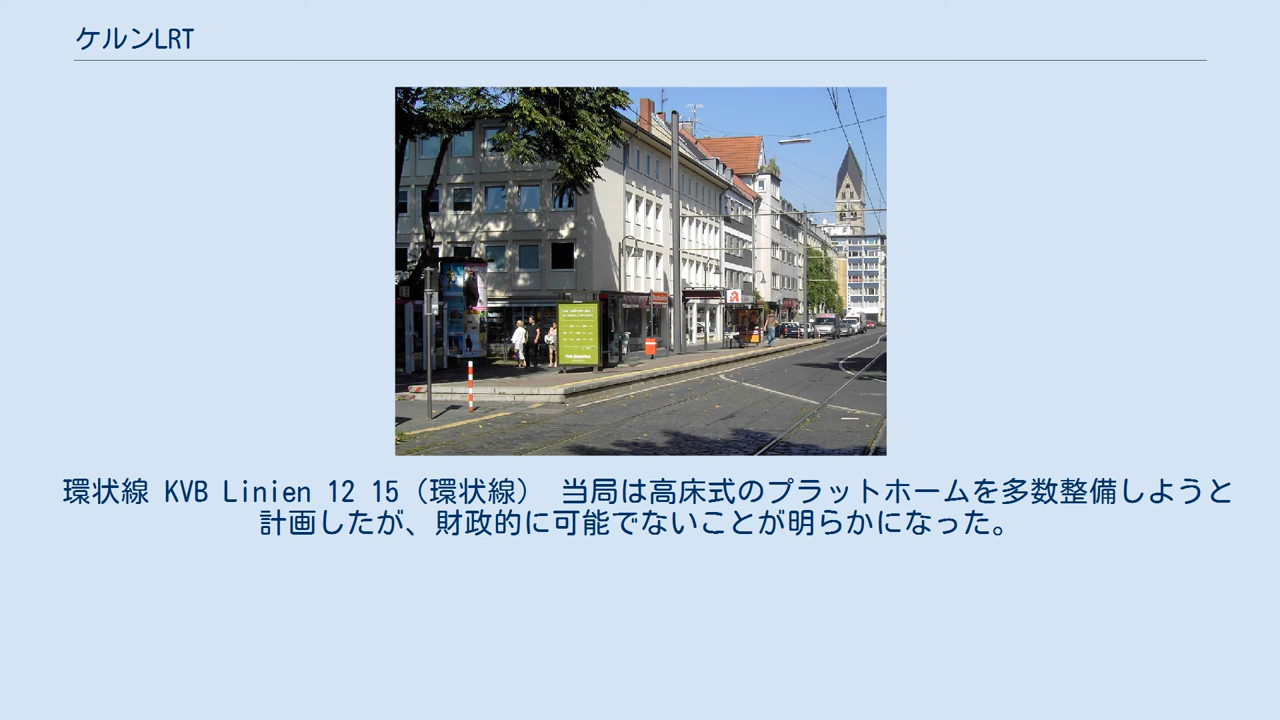 ケルンLRT
環状線 KVB Linien 12 15（環状線） 当局は高床式のプラットホームを多数整備しようと
計画したが、財政的に可能でないことが明らかになった。